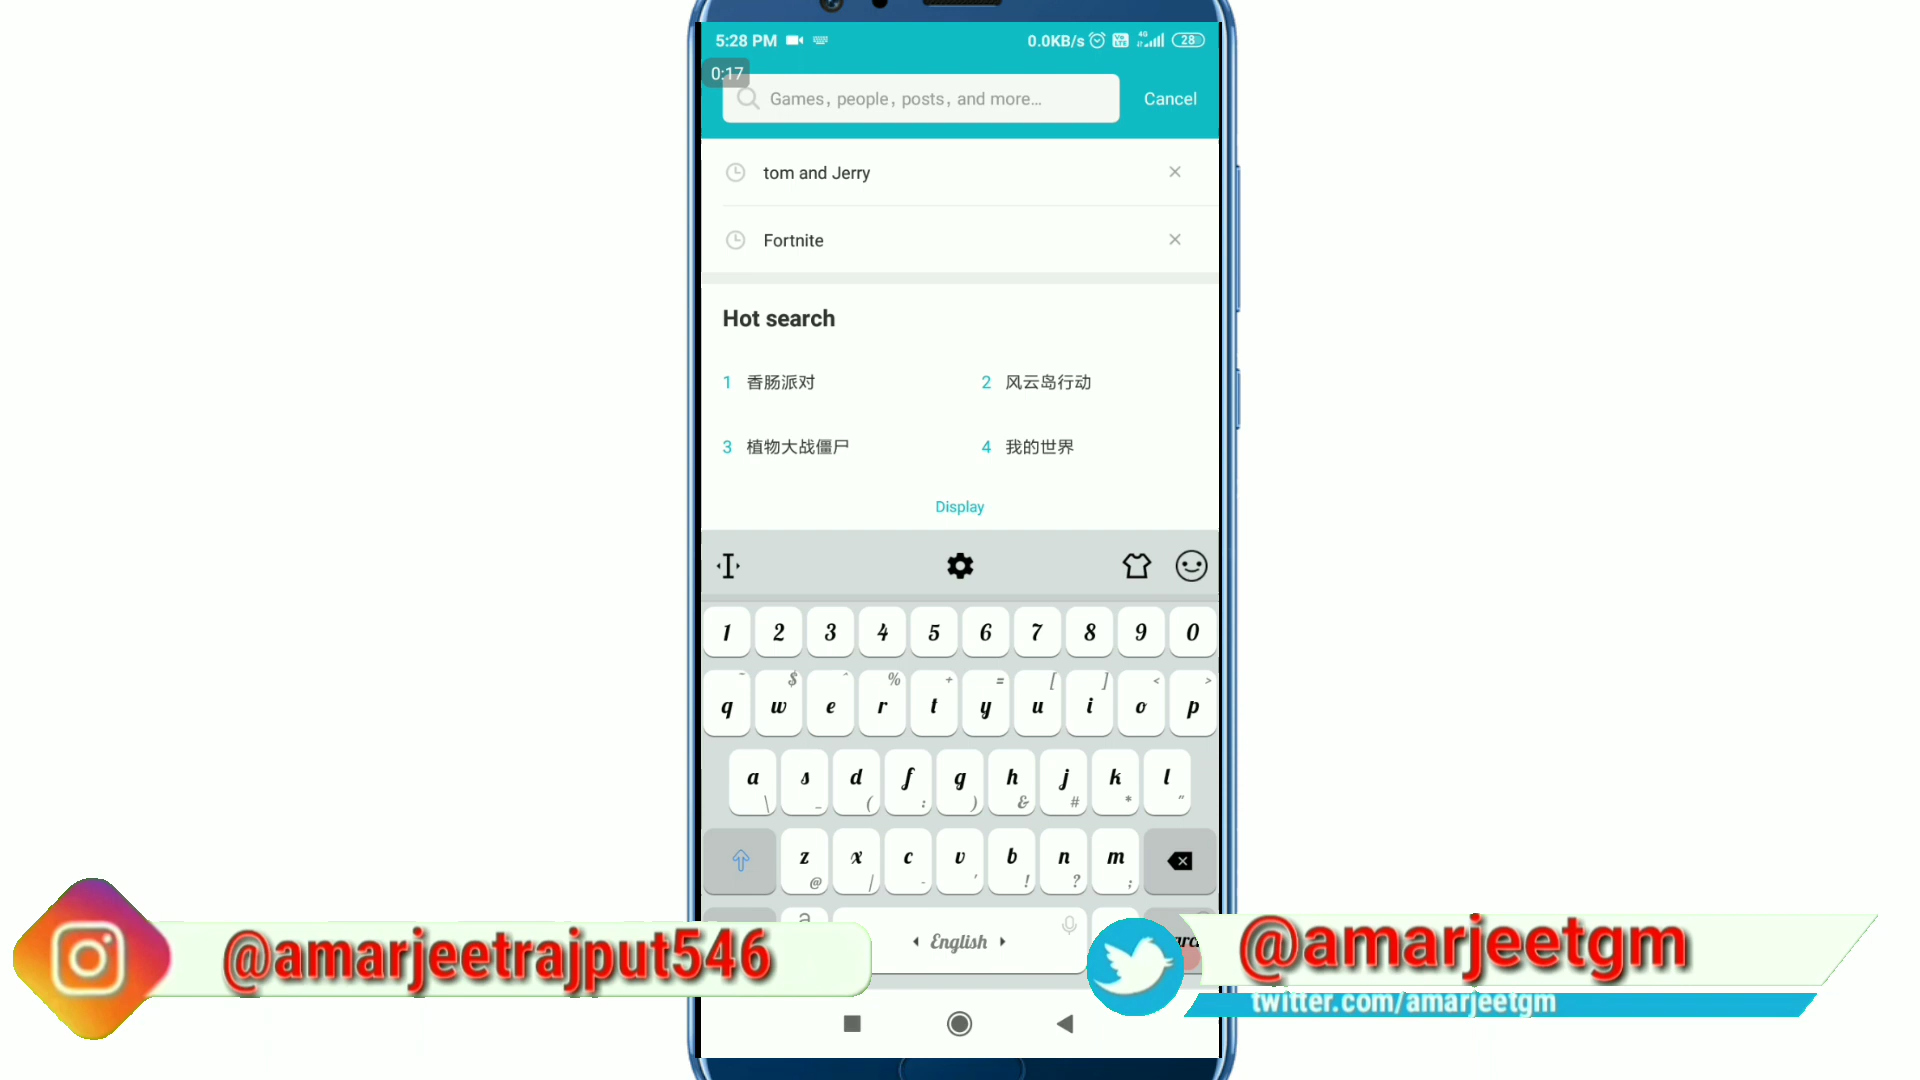 5:28 PM 0.0KB/s 4G 28
0:17
Games, people, posts, and more... Cancel
tom and Jerry
Fortnite
Hot search
1 香肠派对 2 风云岛行动
3 植物大战僵尸 4 我的世界
Display
1 2 3 4 5 6 7 8 9 0
q w e r t y u i o p
a s d f g h j k l
z x c v b n m
English
@amarjeetrajput546
@amarjeetgm
twitter.com/amarjeetgm